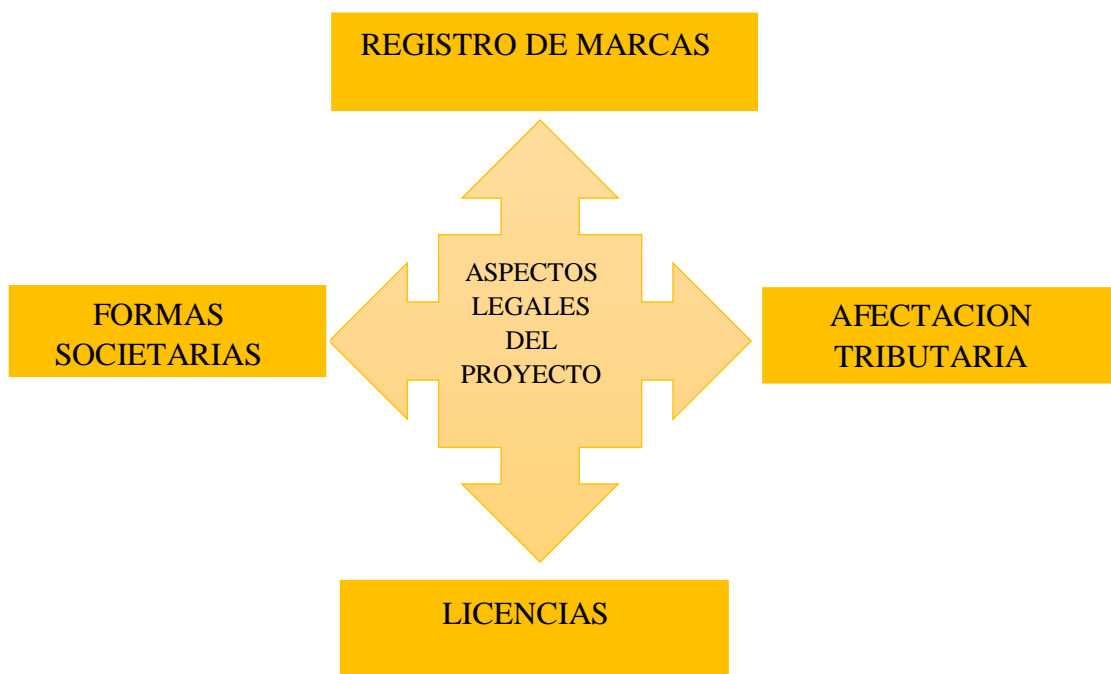 REGISTRO DE MARCAS
ASPECTOS
LEGALES
DEL
PROYECTO
FORMAS
SOCIETARIAS
AFECTACION
TRIBUTARIA
LICENCIAS